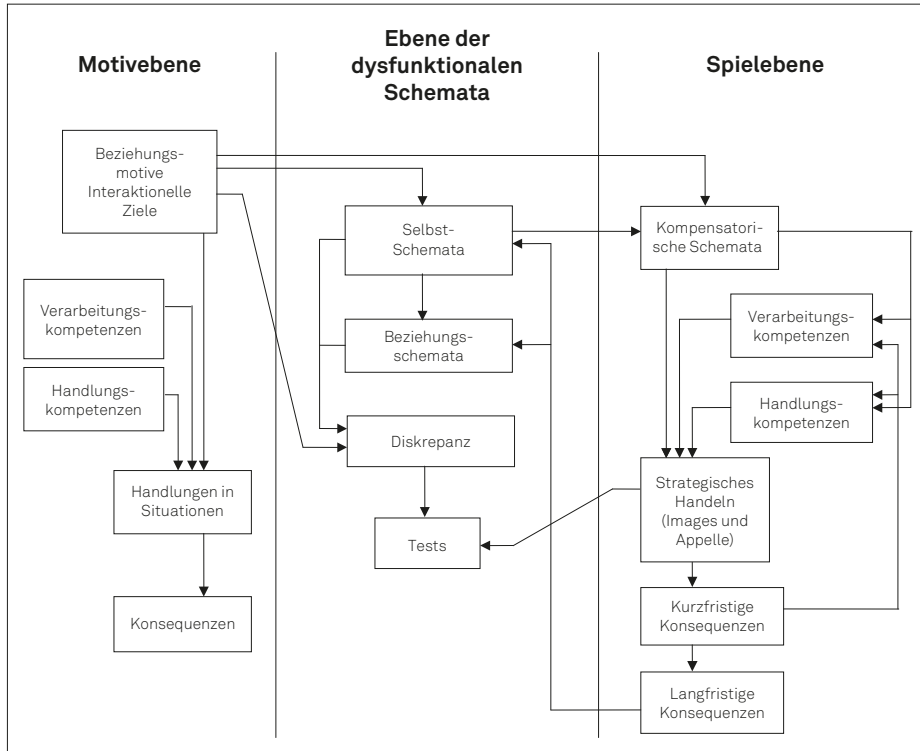 Motivebene
Ebene der
dysfunktionalen
Schemata
Spielebene
Beziehungs-
motive
Interaktionelle
Ziele
Verarbeitungs-
kompetenzen
Handlungs-
kompetenzen
Handlungen in
Situationen
Konsequenzen
Selbst-
Schemata
Beziehungs-
schemata
Diskrepanz
Tests
Kompensatori-
sche Schemata
Verarbeitungs-
kompetenzen
Handlungs-
kompetenzen
Strategisches
Handeln
(Images und
Appelle)
Kurzfristige
Konsequenzen
Langfristige
Konsequenzen